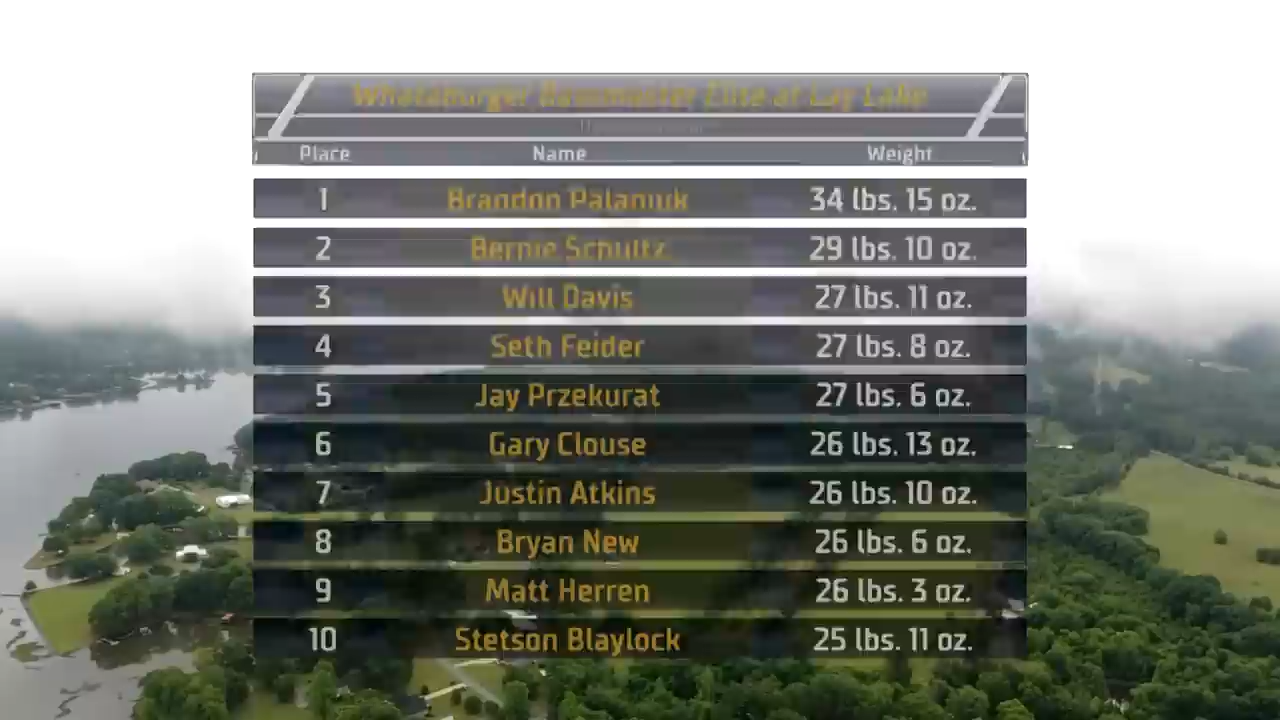 Whataburger Bassmaster Elite at Lay Lake
Place Name Weight
1 Brandon Palaniuk 34 lbs. 15 oz.
2 Bernie Schultz 29 lbs. 10 oz.
3 Will Davis 27 lbs. 11 oz.
4 Seth Feider 27 lbs. 8 oz.
5 Jay Przekurat 27 lbs. 6 oz.
6 Gary Clouse 26 lbs. 13 oz.
7 Justin Atkins 26 lbs. 10 oz.
8 Bryan New 26 lbs. 6 oz.
9 Matt Herren 26 lbs. 3 oz.
10 Stetson Blaylock 25 lbs. 11 oz.